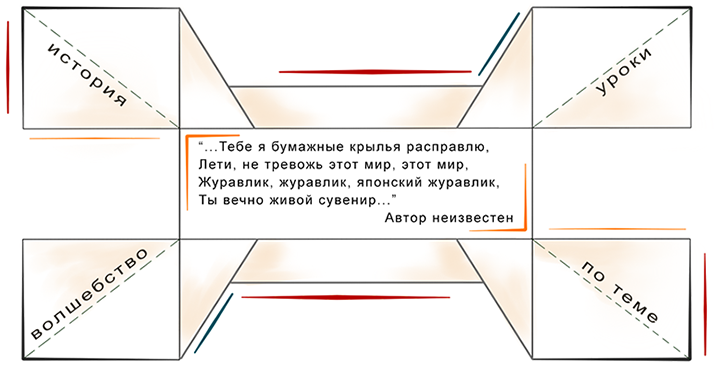 история
уроки
“...Тебе я бумажные крылья расправлю,
Лети, не тревожь этот мир, этот мир,
Журавлик, журавлик, японский журавлик,
Ты вечно живой сувенир...”
Автор неизвестен
волшебство
по теме